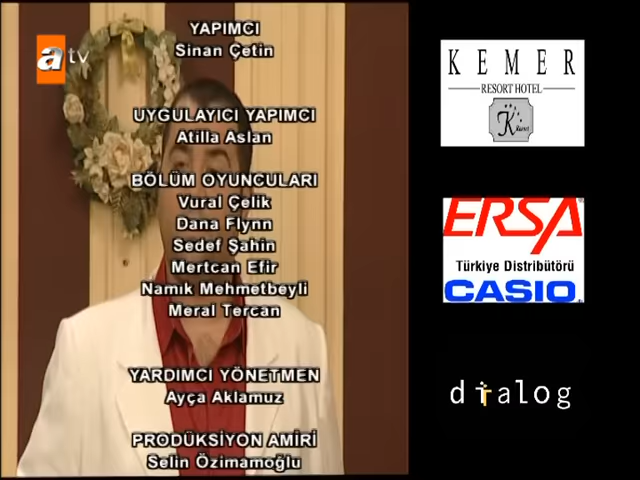 YAPIMCI
Sinan Çetin
a tv
UYGULAYICI YAPIMCI
Atilla Aslan
BÖLÜM OYUNCULARI
Vural Çelik
Dana Flynn
Sedef Şahin
Mertcan Efir
Namık Mehmetbeyli
Meral Tercan
YARDIMCI YÖNETMEN
Ayça Aklamuz
PRODÜKSİYON AMİRİ
Selin Özimamoğlu
KEMER
RESORT HOTEL
K
ERSA
Türkiye Distribütörü
CASIO
dialog